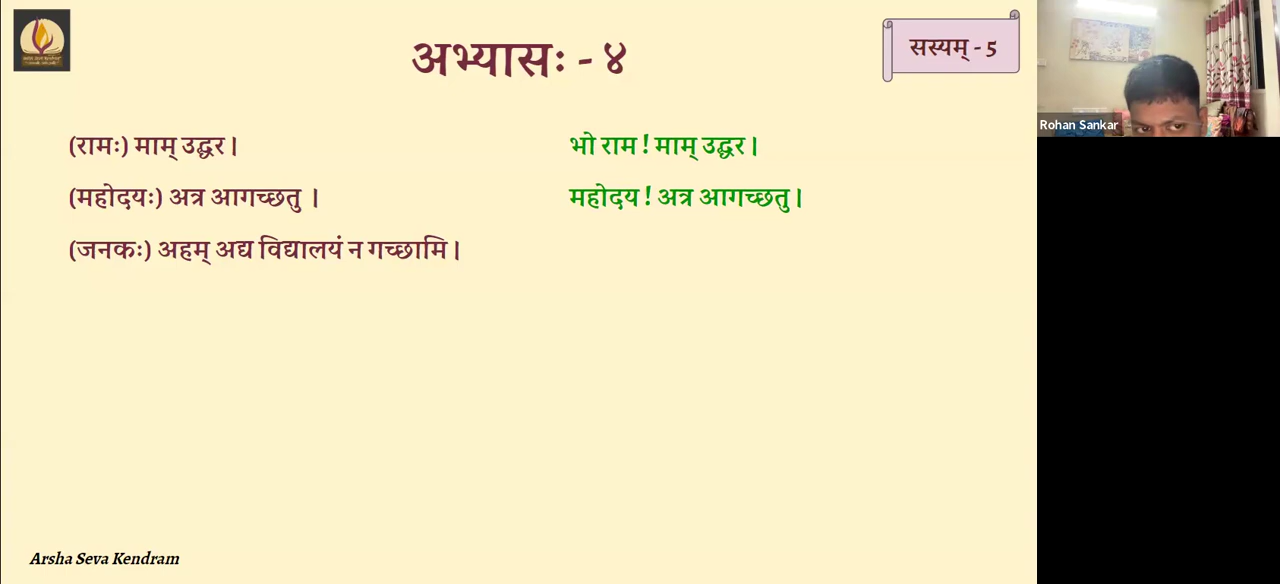 अभ्यासः - ४
सस्यम् - 5
Rohan Sankar
(रामः) माम् उद्धर ।
भो राम ! माम् उद्धर ।
(महोदयः) अत्र आगच्छतु ।
महोदय ! अत्र आगच्छतु ।
(जनकः) अहम् अद्य विद्यालयं न गच्छामि ।
Arsha Seva Kendram